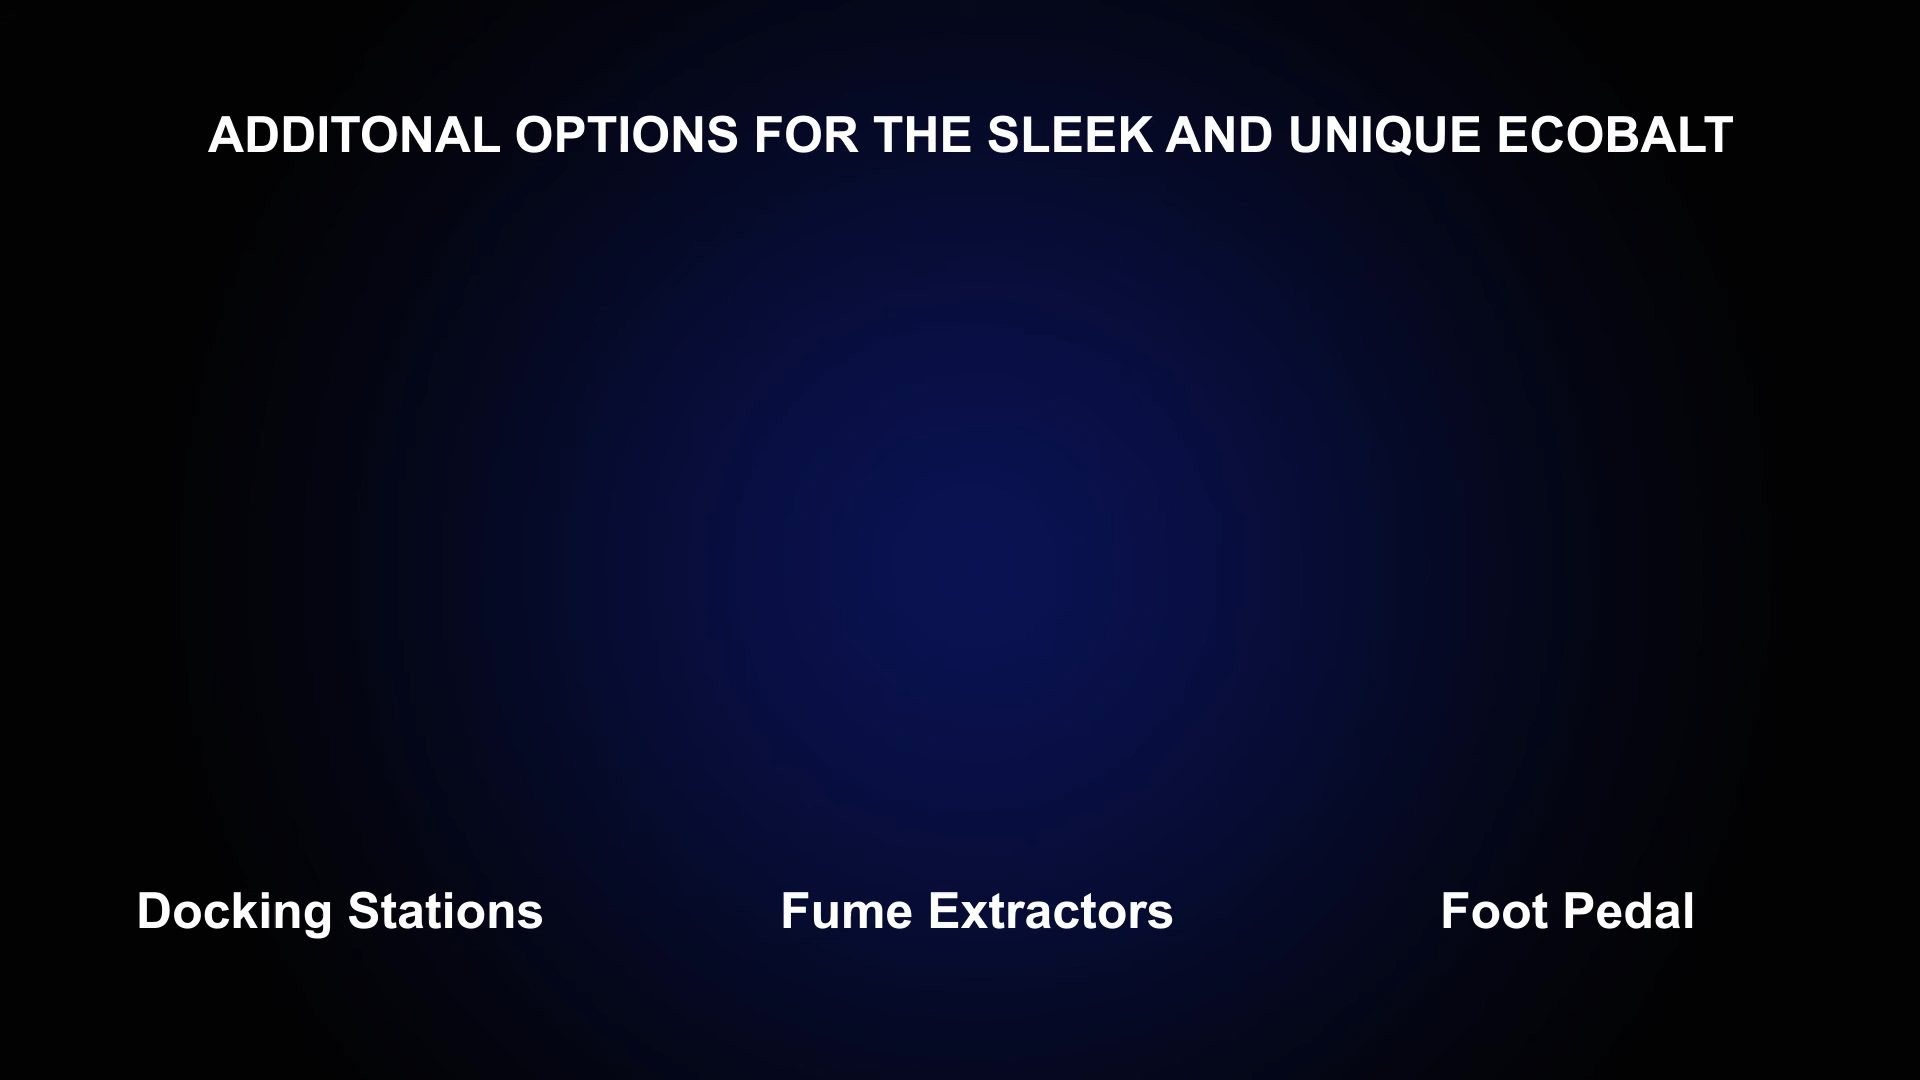 ADDITONAL OPTIONS FOR THE SLEEK AND UNIQUE ECOBALT
Docking Stations
Fume Extractors
Foot Pedal